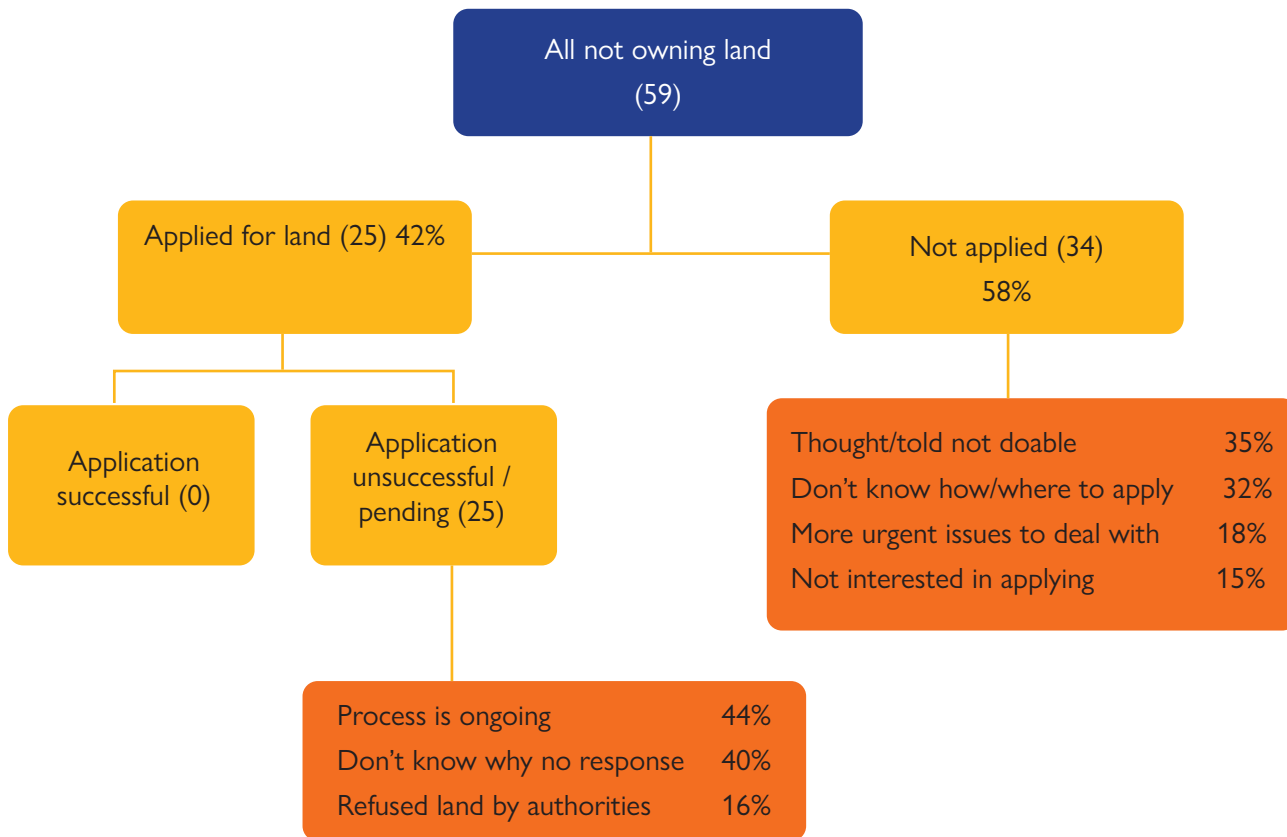 All not owning land
(59)
Applied for land (25) 42%
Not applied (34)
58%
Application
successful (0)
Application
unsuccessful /
pending (25)
Thought/told not doable 35%
Don’t know how/where to apply 32%
More urgent issues to deal with 18%
Not interested in applying 15%
Process is ongoing 44%
Don’t know why no response 40%
Refused land by authorities 16%